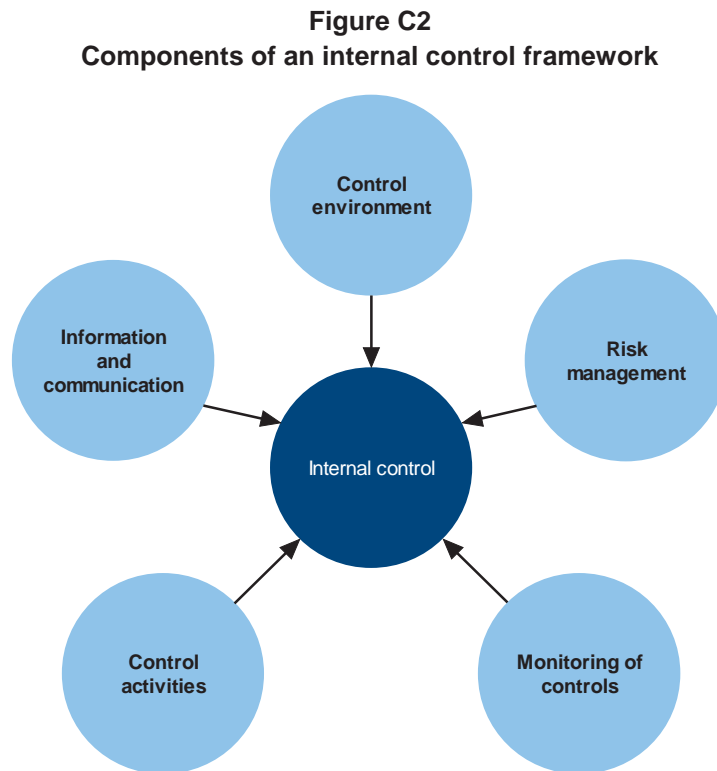 Figure C2
Components of an internal control framework
Control
environment
Information
and
communication
Risk
management
Internal control
Control
activities
Monitoring of
controls